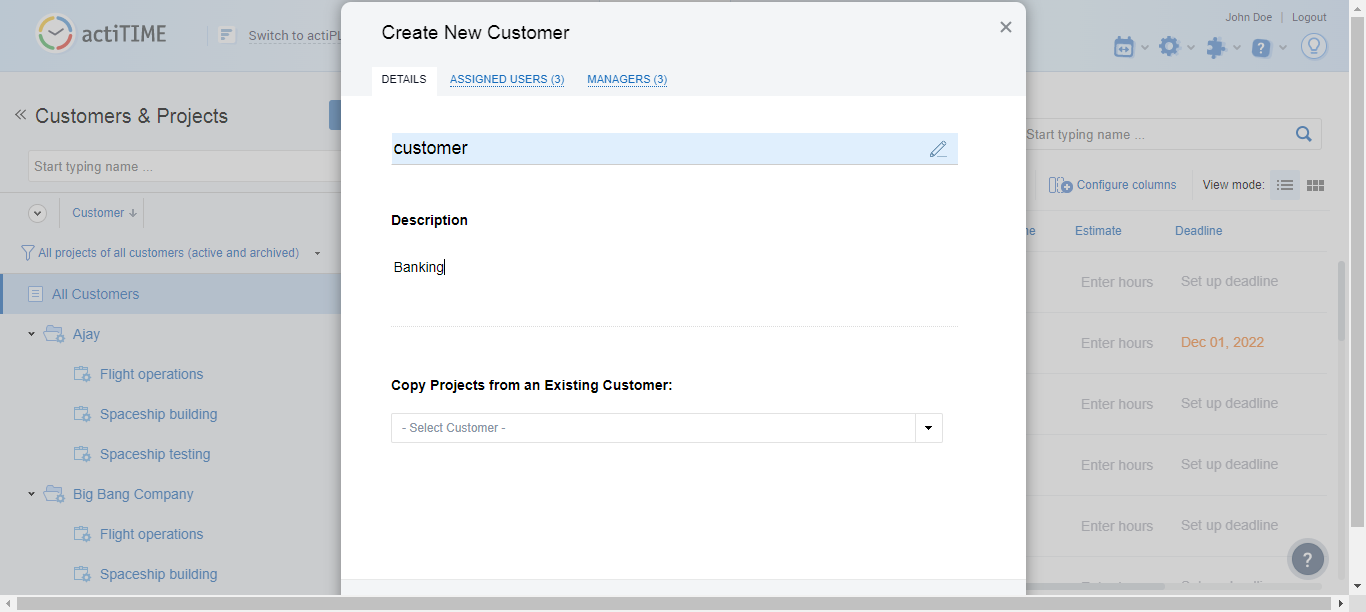 actiTIME
Switch to actiPL
John Doe | Logout
Create New Customer
DETAILS
ASSIGNED USERS (3)
MANAGERS (3)
Customers & Projects
Start typing name ...
Customer
All projects of all customers (active and archived)
All Customers
Ajay
Flight operations
Spaceship building
Spaceship testing
Big Bang Company
Flight operations
Spaceship building
customer
Description
Banking
Copy Projects from an Existing Customer:
- Select Customer -
Start typing name ...
Configure columns
View mode:
Estimate
Deadline
Enter hours
Set up deadline
Enter hours
Dec 01, 2022
Enter hours
Set up deadline
Enter hours
Set up deadline
Enter hours
Set up deadline
?